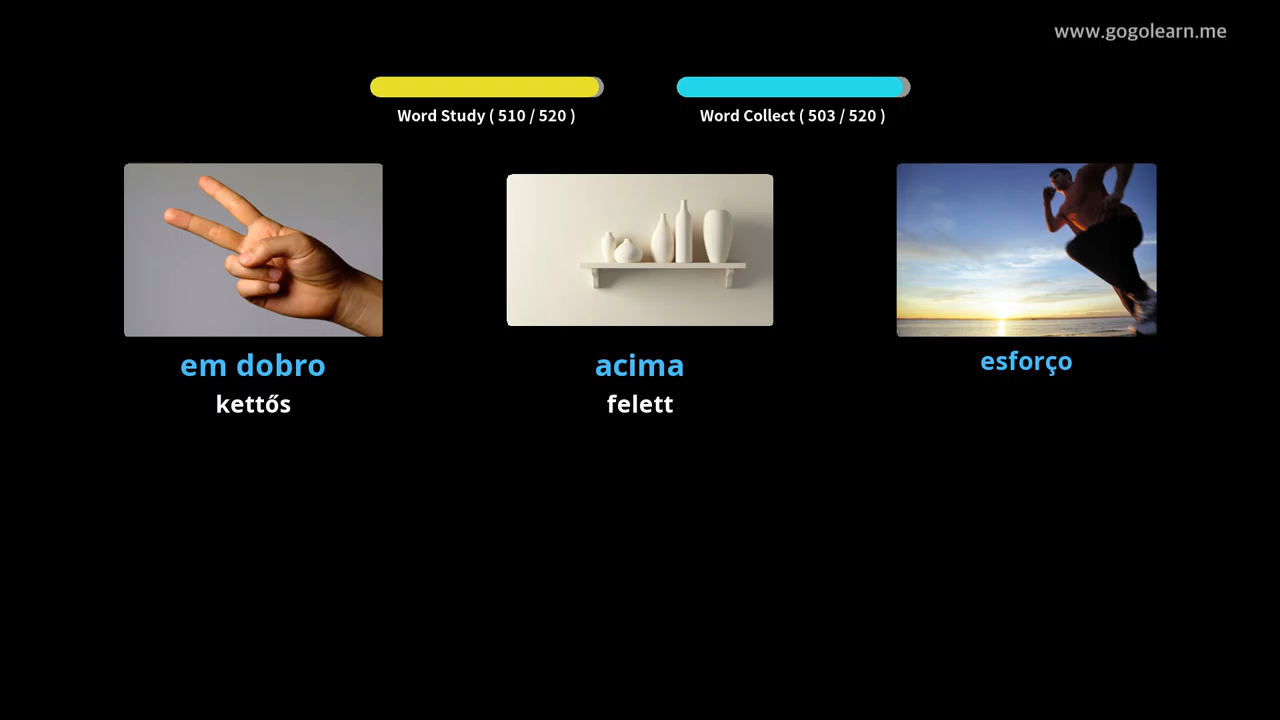 www.gogolearn.me
Word Study ( 510 / 520 )
Word Collect ( 503 / 520 )
em dobro
kettős
acima
felett
esforço